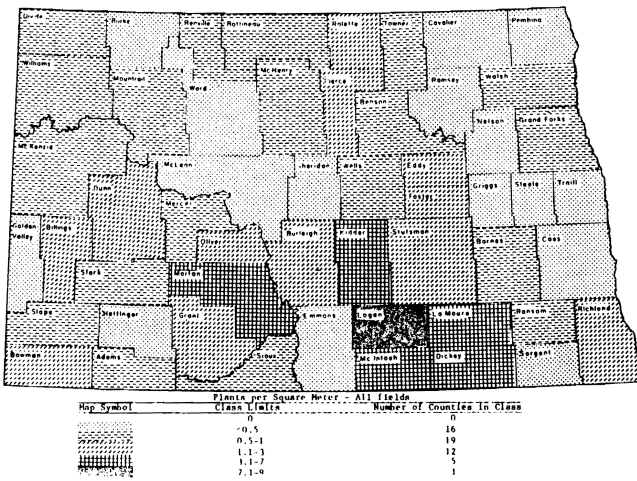 Divide Burke Renville Bottineau Rolette Towner Cavalier Pembina
Williams Mountrail Ward McHenry Pierce Ramsey Walsh
Benson Nelson Grand Forks
McKenzie McLean Sheridan Wells Eddy
Dunn Mercer Foster Griggs Steele Traill
Golden Valley Billings Oliver Burleigh Kidder Stutsman Barnes Cass
Stark Morton
Slope Hettinger Grant Emmons Logan La Moure Ransom Richland
Bowman Adams Sioux Mc Intosh Dickey Sargent
Plants per Square Meter - All fields
Map Symbol Class Limits Number of Counties in Class
0 0
<0.5 16
0.5-1 19
1.1-3 12
3.1-7 5
7.1-9 1